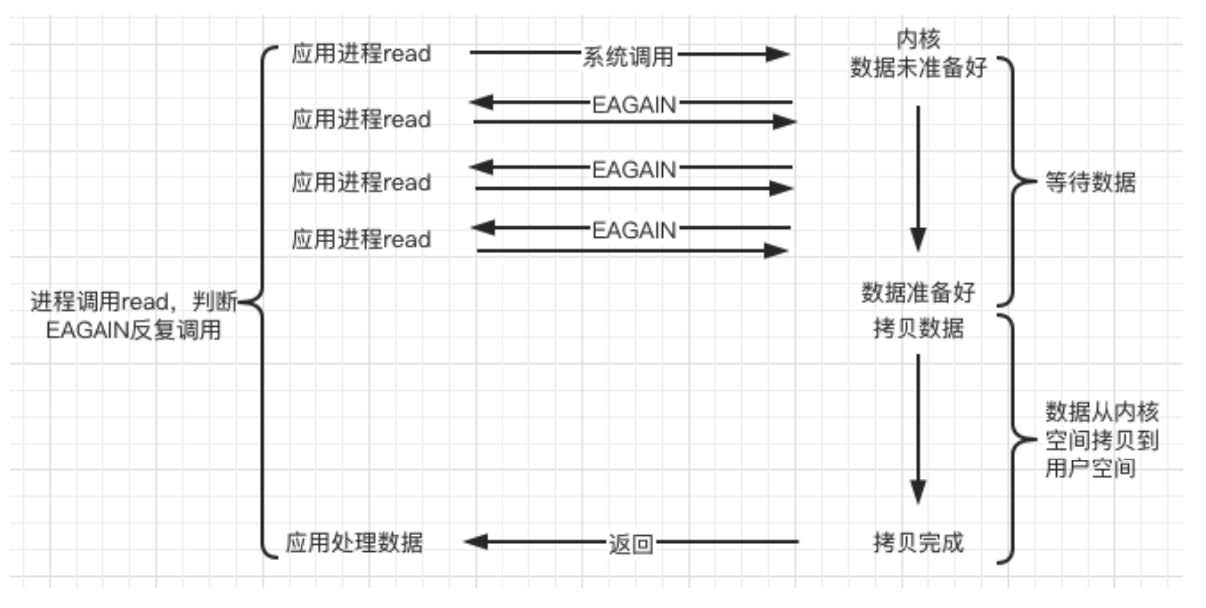 应用进程read
系统调用
内核
数据未准备好
EAGAIN
应用进程read
EAGAIN
应用进程read
等待数据
EAGAIN
应用进程read
进程调用read，判断
EAGAIN反复调用
数据准备好
拷贝数据
数据从内核
空间拷贝到
用户空间
应用处理数据
返回
拷贝完成